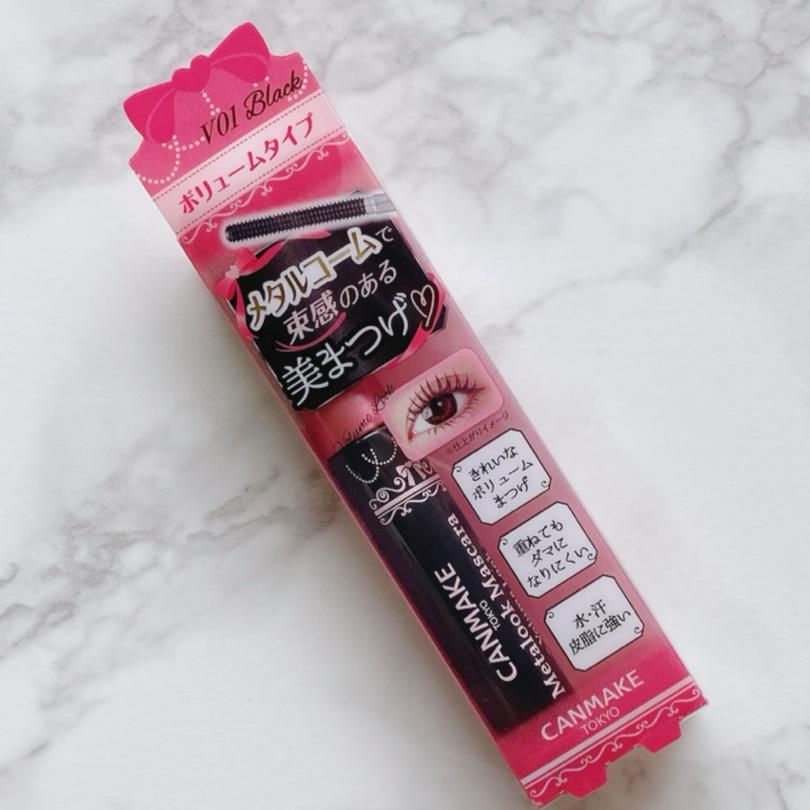 V01 Black
ボリュームタイプ
メタルコームで
束感のある
美まつげ♡
Volume Look
※仕上がりイメージ
きれいな
ボリューム
まつげ
重ねても
ダマに
なりにくい
水・汗
皮脂に強い
CANMAKE
TOKYO
Metalook Mascara
CANMAKE
TOKYO